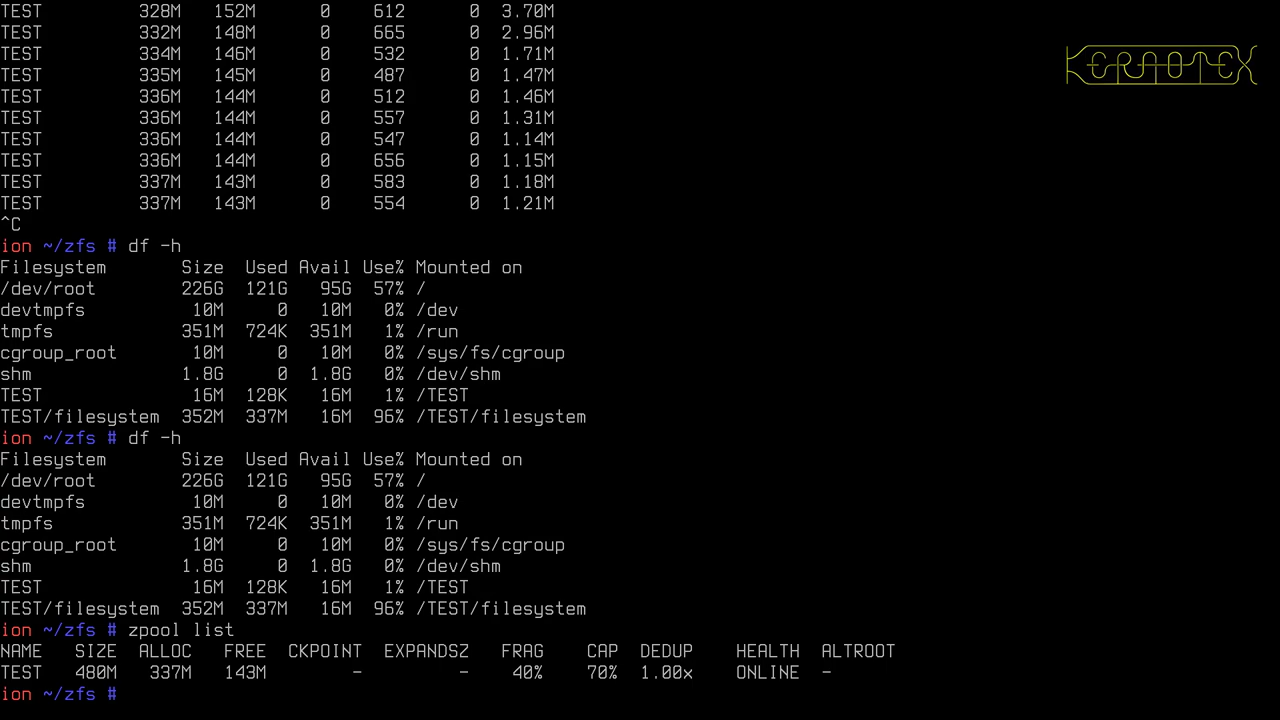 TEST 328M 152M 0 612 0 3.70M
TEST 332M 148M 0 665 0 2.96M
TEST 334M 146M 0 532 0 1.71M
TEST 335M 145M 0 487 0 1.47M
TEST 336M 144M 0 512 0 1.46M
TEST 336M 144M 0 557 0 1.31M
TEST 336M 144M 0 547 0 1.14M
TEST 336M 144M 0 656 0 1.15M
TEST 337M 143M 0 583 0 1.18M
TEST 337M 143M 0 554 0 1.21M
^C
ion ~/zfs # df -h
Filesystem Size Used Avail Use% Mounted on
/dev/root 226G 121G 95G 57% /
devtmpfs 10M 0 10M 0% /dev
tmpfs 351M 724K 351M 1% /run
cgroup_root 10M 0 10M 0% /sys/fs/cgroup
shm 1.8G 0 1.8G 0% /dev/shm
TEST 16M 128K 16M 1% /TEST
TEST/filesystem 352M 337M 16M 96% /TEST/filesystem
ion ~/zfs # df -h
Filesystem Size Used Avail Use% Mounted on
/dev/root 226G 121G 95G 57% /
devtmpfs 10M 0 10M 0% /dev
tmpfs 351M 724K 351M 1% /run
cgroup_root 10M 0 10M 0% /sys/fs/cgroup
shm 1.8G 0 1.8G 0% /dev/shm
TEST 16M 128K 16M 1% /TEST
TEST/filesystem 352M 337M 16M 96% /TEST/filesystem
ion ~/zfs # zpool list
NAME SIZE ALLOC FREE CKPOINT EXPANDSZ FRAG CAP DEDUP HEALTH ALTROOT
TEST 480M 337M 143M - - 40% 70% 1.00x ONLINE -
ion ~/zfs #